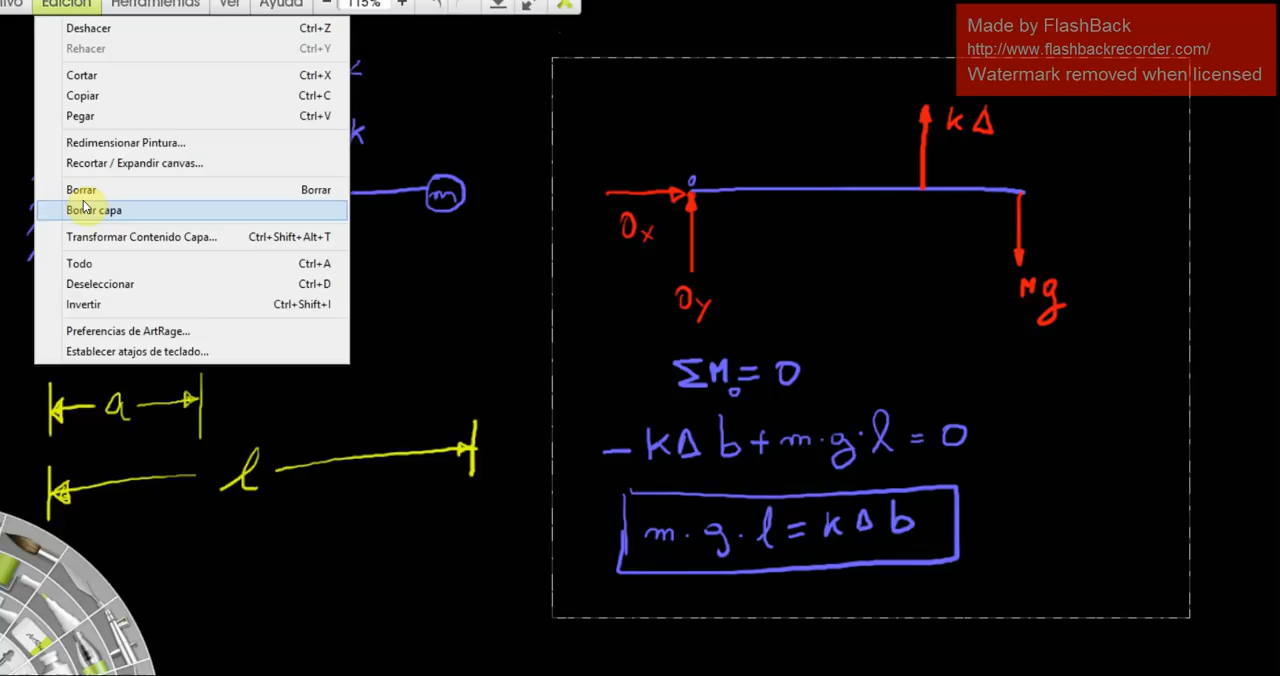 Edición
Herramientas
Ver
Ayuda
115%
Deshacer Ctrl+Z
Rehacer Ctrl+Y
Cortar Ctrl+X
Copiar Ctrl+C
Pegar Ctrl+V
Redimensionar Pintura...
Recortar / Expandir canvas...
Borrar Borrar
Borrar capa
Transformar Contenido Capa... Ctrl+Shift+Alt+T
Todo Ctrl+A
Deseleccionar Ctrl+D
Invertir Ctrl+Shift+I
Preferencias de ArtRage...
Establecer atajos de teclado...
k
m
a
l
Made by FlashBack
http://www.flashbackrecorder.com/
Watermark removed when licensed
k Δ
o
Ox
Oy
Mg
ΣMo = 0
- k Δ b + m · g · l = 0
m · g · l = k Δ b